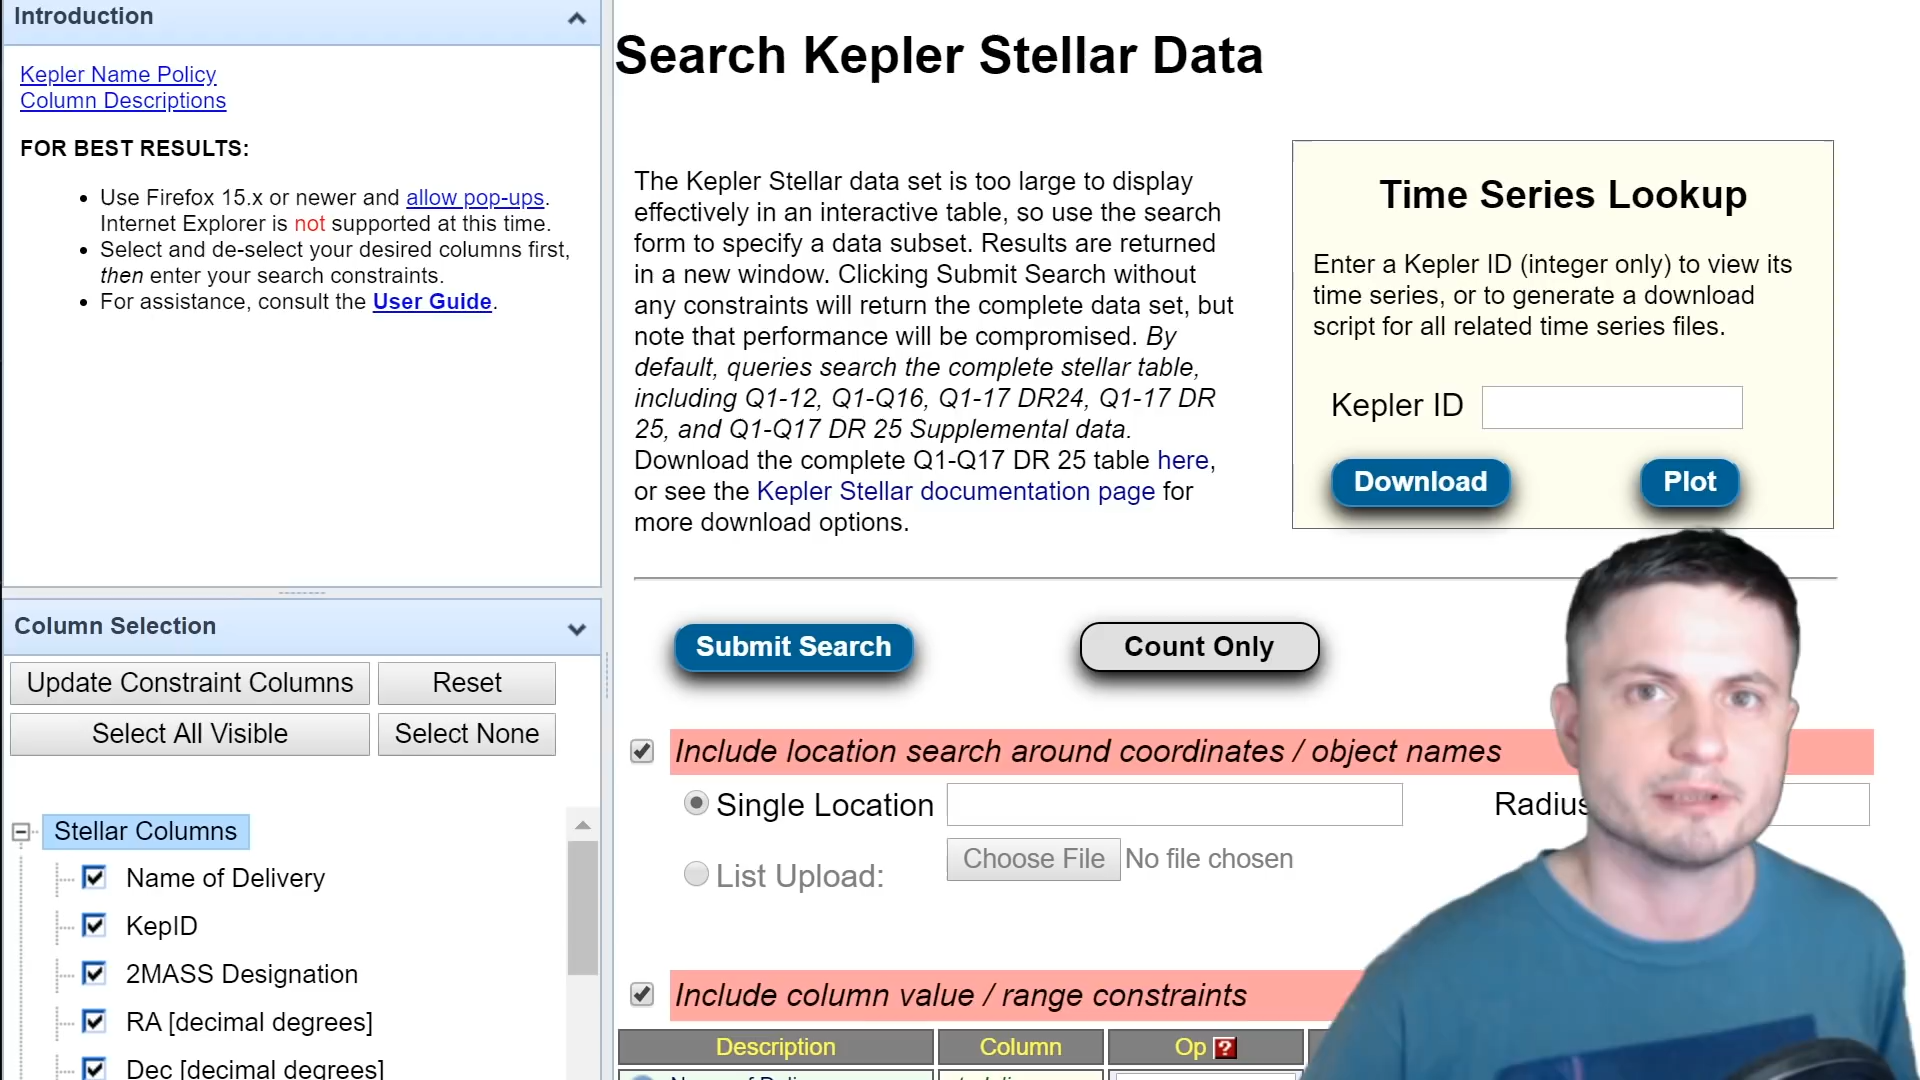 Introduction
Kepler Name Policy
Column Descriptions
FOR BEST RESULTS:
Use Firefox 15.x or newer and allow pop-ups.
Internet Explorer is not supported at this time.
Select and de-select your desired columns first,
then enter your search constraints.
For assistance, consult the User Guide.
Column Selection
Update Constraint Columns
Reset
Select All Visible
Select None
Stellar Columns
Name of Delivery
KepID
2MASS Designation
RA [decimal degrees]
Dec [decimal degrees]
Search Kepler Stellar Data
The Kepler Stellar data set is too large to display
effectively in an interactive table, so use the search
form to specify a data subset. Results are returned
in a new window. Clicking Submit Search without
any constraints will return the complete data set, but
note that performance will be compromised. By
default, queries search the complete stellar table,
including Q1-12, Q1-Q16, Q1-17 DR24, Q1-17 DR
25, and Q1-Q17 DR 25 Supplemental data.
Download the complete Q1-Q17 DR 25 table here,
or see the Kepler Stellar documentation page for
more download options.
Time Series Lookup
Enter a Kepler ID (integer only) to view its
time series, or to generate a download
script for all related time series files.
Kepler ID
Download
Plot
Submit Search
Count Only
Include location search around coordinates / object names
Single Location
Radius
List Upload:
Choose File No file chosen
Include column value / range constraints
Description
Column
Op ?